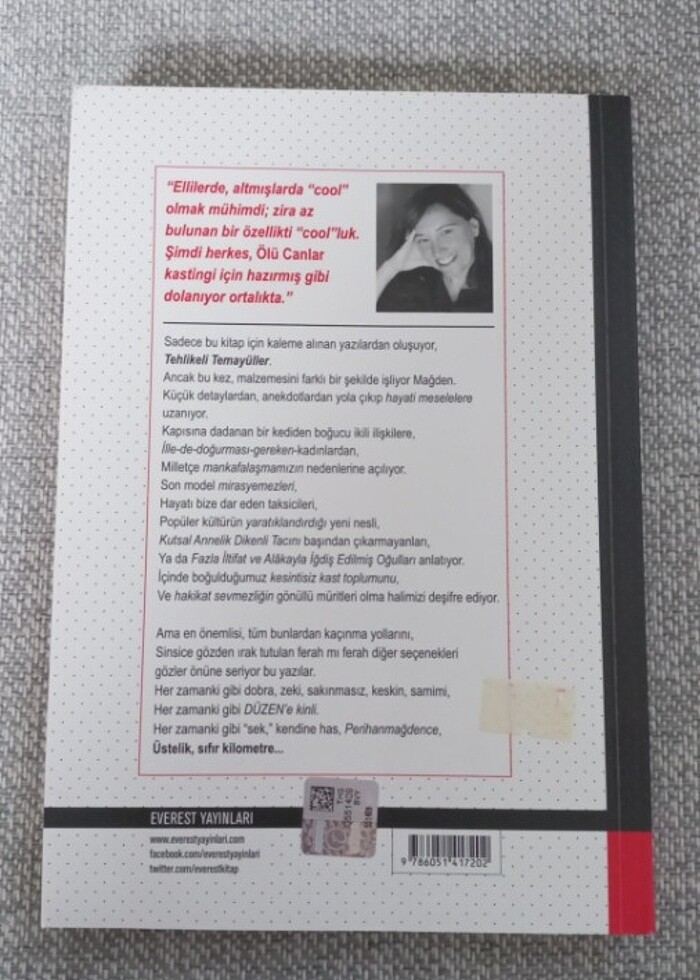 “Ellilerde, altmışlarda “cool”
olmak mühimdi; zira az
bulunan bir özellikti “cool”luk.
Şimdi herkes, Ölü Canlar
kastingi için hazırmış gibi
dolanıyor ortalıkta.”
Sadece bu kitap için kaleme alınan yazılardan oluşuyor,
Tehlikeli Temayüller.
Ancak bu kez, malzemesini farklı bir şekilde işliyor Mağden.
Küçük detaylardan, anekdotlardan yola çıkıp hayati meselelere
uzanıyor.
Kapısına dadanan bir kediden boğucu ikili ilişkilere,
İlle-de-doğurması-gereken-kadınlardan,
Milletçe mankafalaşmamızın nedenlerine açılıyor.
Son model mirasyemezleri,
Hayatı bize dar eden taksicileri,
Popüler kültürün yaratıklandırdığı yeni nesli,
Kutsal Annelik Dikenli Tacını başından çıkarmayanları,
Ya da Fazla İltifat ve Alâkayla İğdiş Edilmiş Oğulları anlatıyor.
İçinde boğulduğumuz kesintisiz kast toplumunu,
Ve hakikat sevmezliğin gönüllü müritleri olma halimizi deşifre ediyor.
Ama en önemlisi, tüm bunlardan kaçınma yollarını,
Sinsice gözden ırak tutulan ferah mı ferah diğer seçenekleri
gözler önüne seriyor bu yazılar.
Her zamanki gibi dobra, zeki, sakınmasız, keskin, samimi,
Her zamanki gibi DÜZEN’e kinli.
Her zamanki gibi “sek,” kendine has, Perihanmağdence,
Üstelik, sıfır kilometre...
EVEREST YAYINLARI
www.everestyayinlari.com
facebook.com/everestyayinlari
twitter.com/everestkitap
9 786051 417202